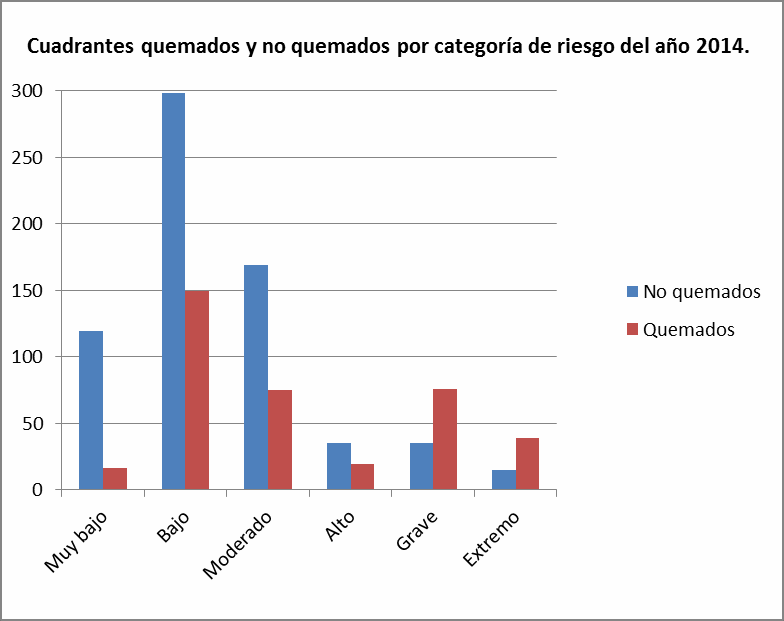 Cuadrantes quemados y no quemados por categoría de riesgo del año 2014.
300
250
200
150
100
50
0
Muy bajo
Bajo
Moderado
Alto
Grave
Extremo
No quemados
Quemados